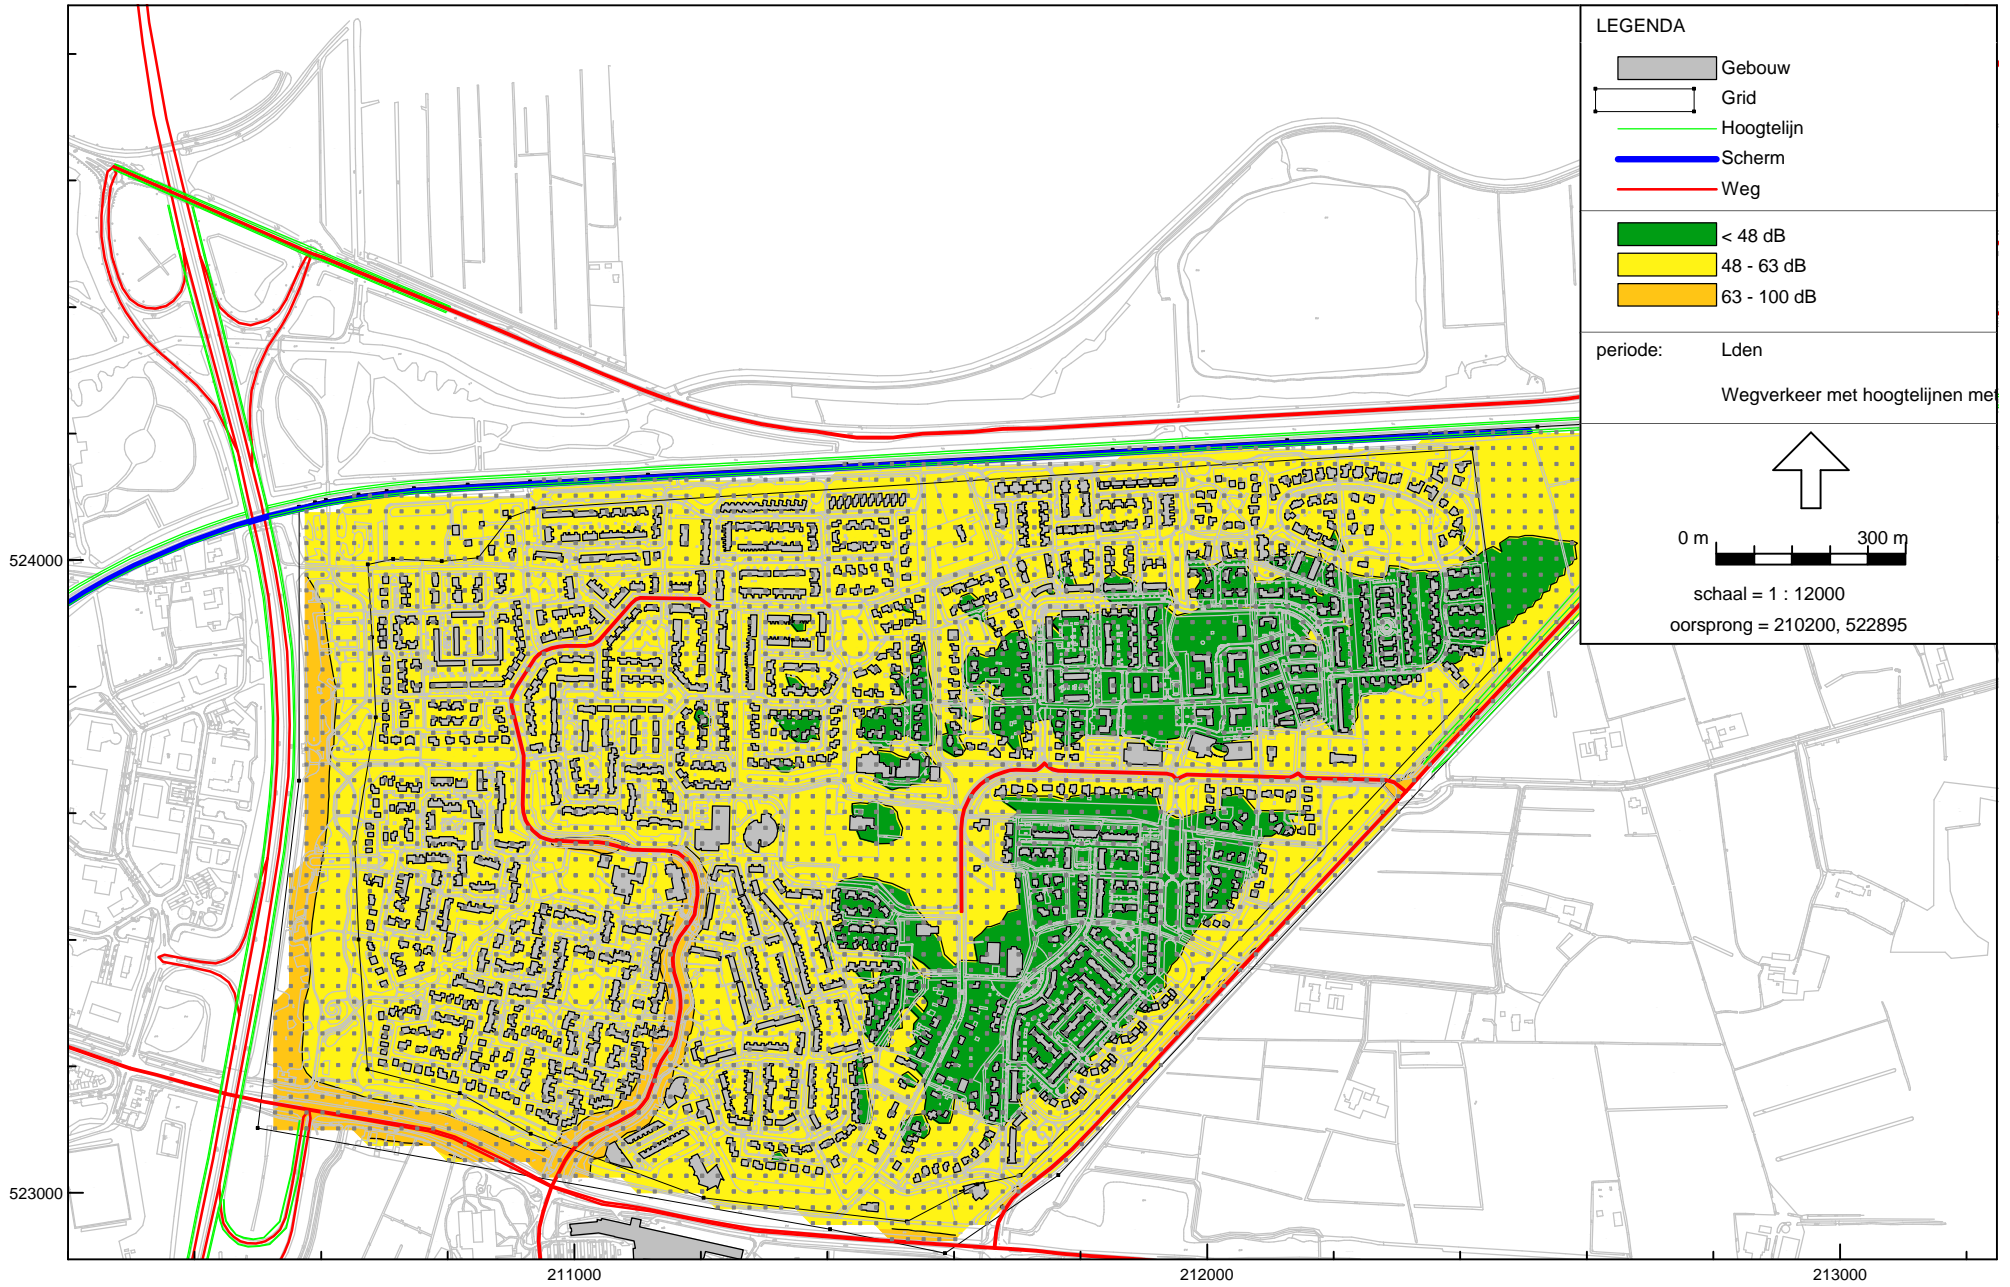 LEGENDA
Gebouw
Grid
Hoogtelijn
Scherm
Weg
< 48 dB
48 - 63 dB
63 - 100 dB
periode: Lden
Wegverkeer met hoogtelijnen met
0 m 300 m
schaal = 1 : 12000
oorsprong = 210200, 522895
524000
523000
211000 212000 213000